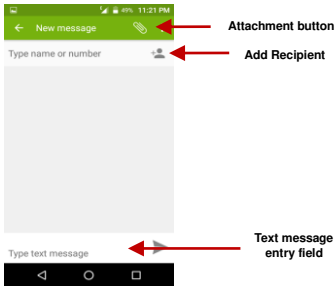 49% 11:21 PM
New message
Attachment button
Type name or number
Add Recipient
Type text message
Text message
entry field